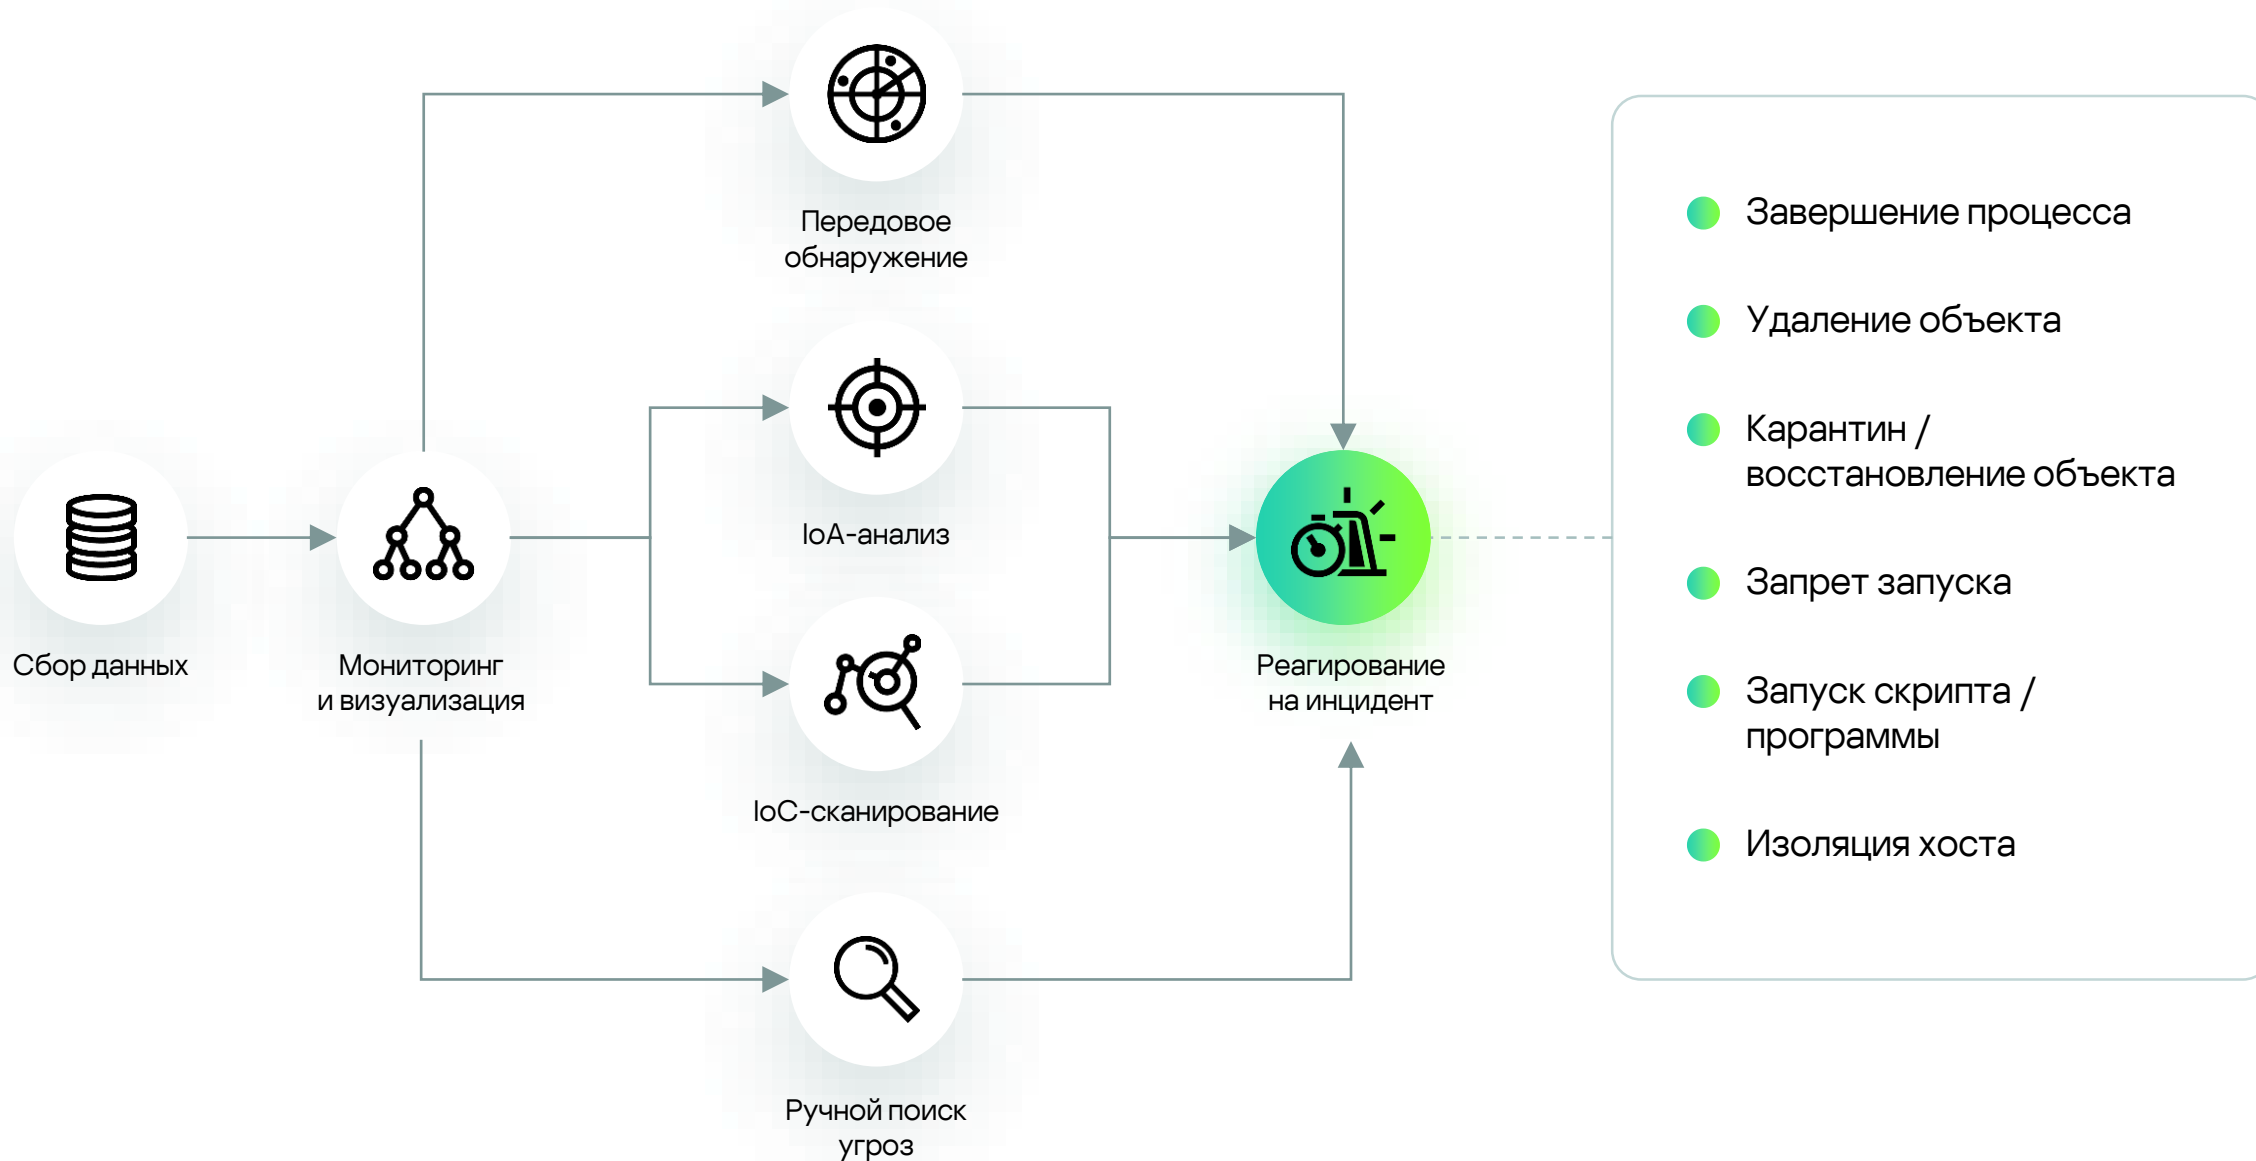 Передовое
обнаружение
IoA-анализ
Сбор данных
Мониторинг
и визуализация
IoC-сканирование
Ручной поиск
угроз
Реагирование
на инцидент
Завершение процесса
Удаление объекта
Карантин /
восстановление объекта
Запрет запуска
Запуск скрипта /
программы
Изоляция хоста